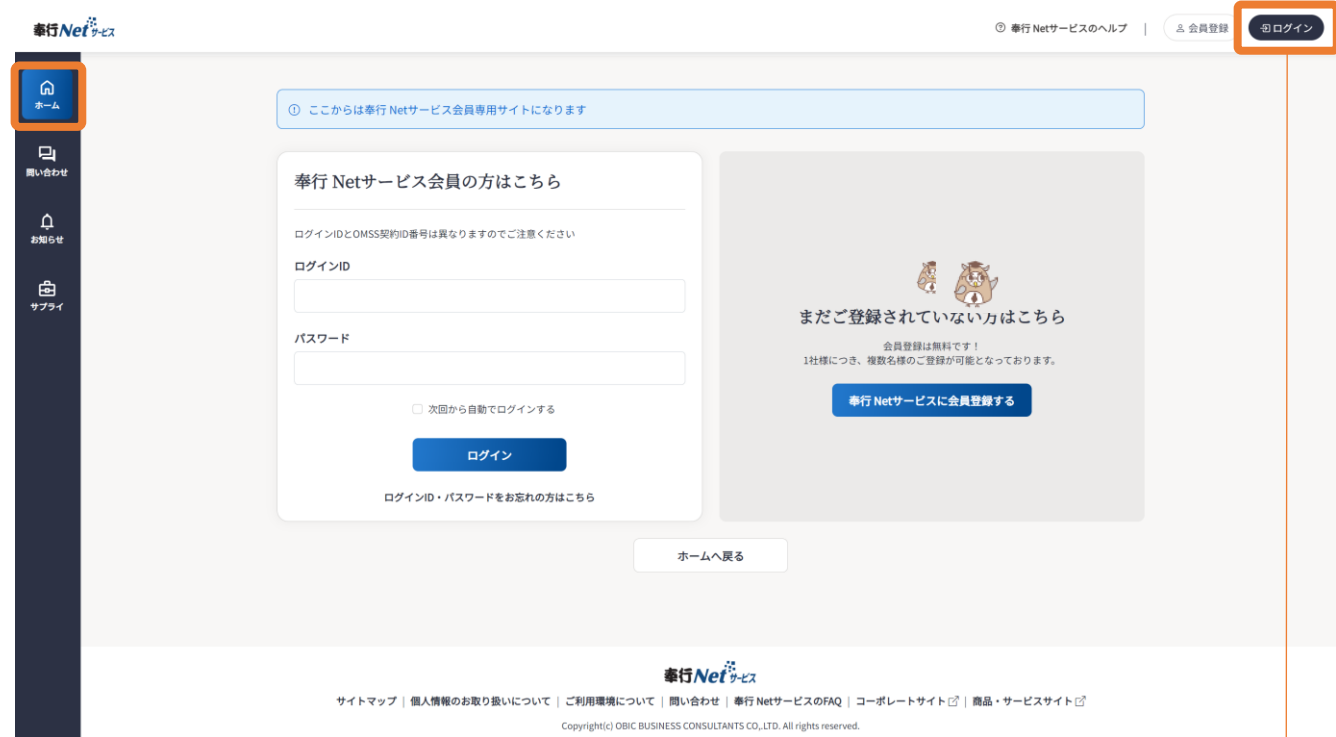 奉行Netサービス
奉行 Netサービスのヘルプ
会員登録
ログイン
ホーム
問い合わせ
お知らせ
サプライ
ここからは奉行 Netサービス会員専用サイトになります
奉行 Netサービス会員の方はこちら
ログインIDとOMSS契約ID番号は異なりますのでご注意ください
ログインID
パスワード
次回から自動でログインする
ログイン
ログインID・パスワードをお忘れの方はこちら
まだご登録されていない方はこちら
会員登録は無料です！
1社様につき、複数名様のご登録が可能となっております。
奉行 Netサービスに会員登録する
ホームへ戻る
奉行Netサービス
サイトマップ | 個人情報のお取り扱いについて | ご利用環境について | 問い合わせ | 奉行 NetサービスのFAQ | コーポレートサイト | 商品・サービスサイト
Copyright(c) OBIC BUSINESS CONSULTANTS CO,.LTD. All rights reserved.